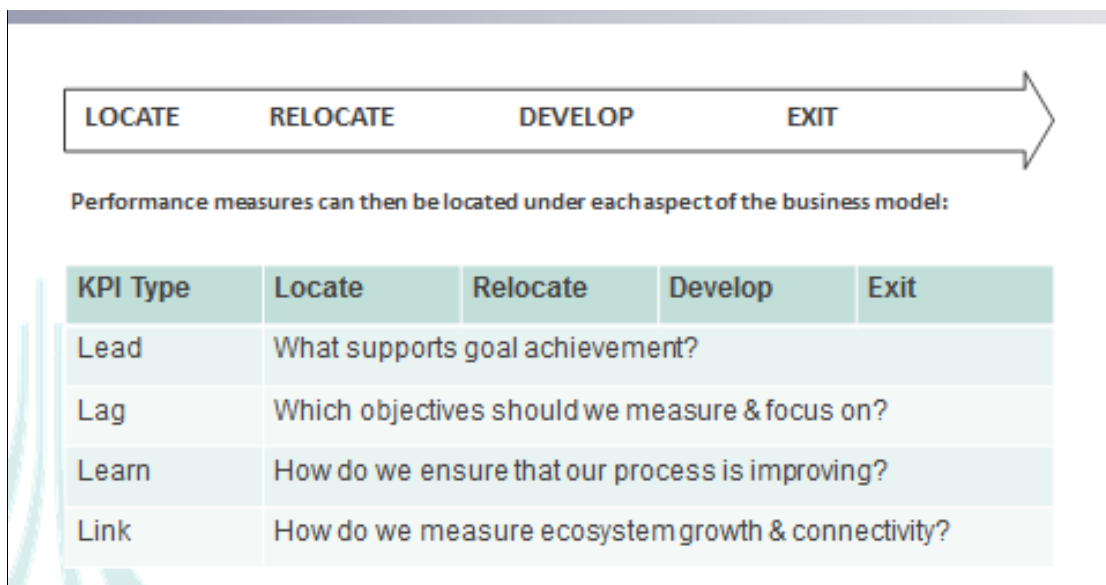 LOCATE RELOCATE DEVELOP EXIT
Performance measures can then be located under each aspect of the business model:
KPI Type Locate Relocate Develop Exit
Lead What supports goal achievement?
Lag Which objectives should we measure & focus on?
Learn How do we ensure that our process is improving?
Link How do we measure ecosystem growth & connectivity?